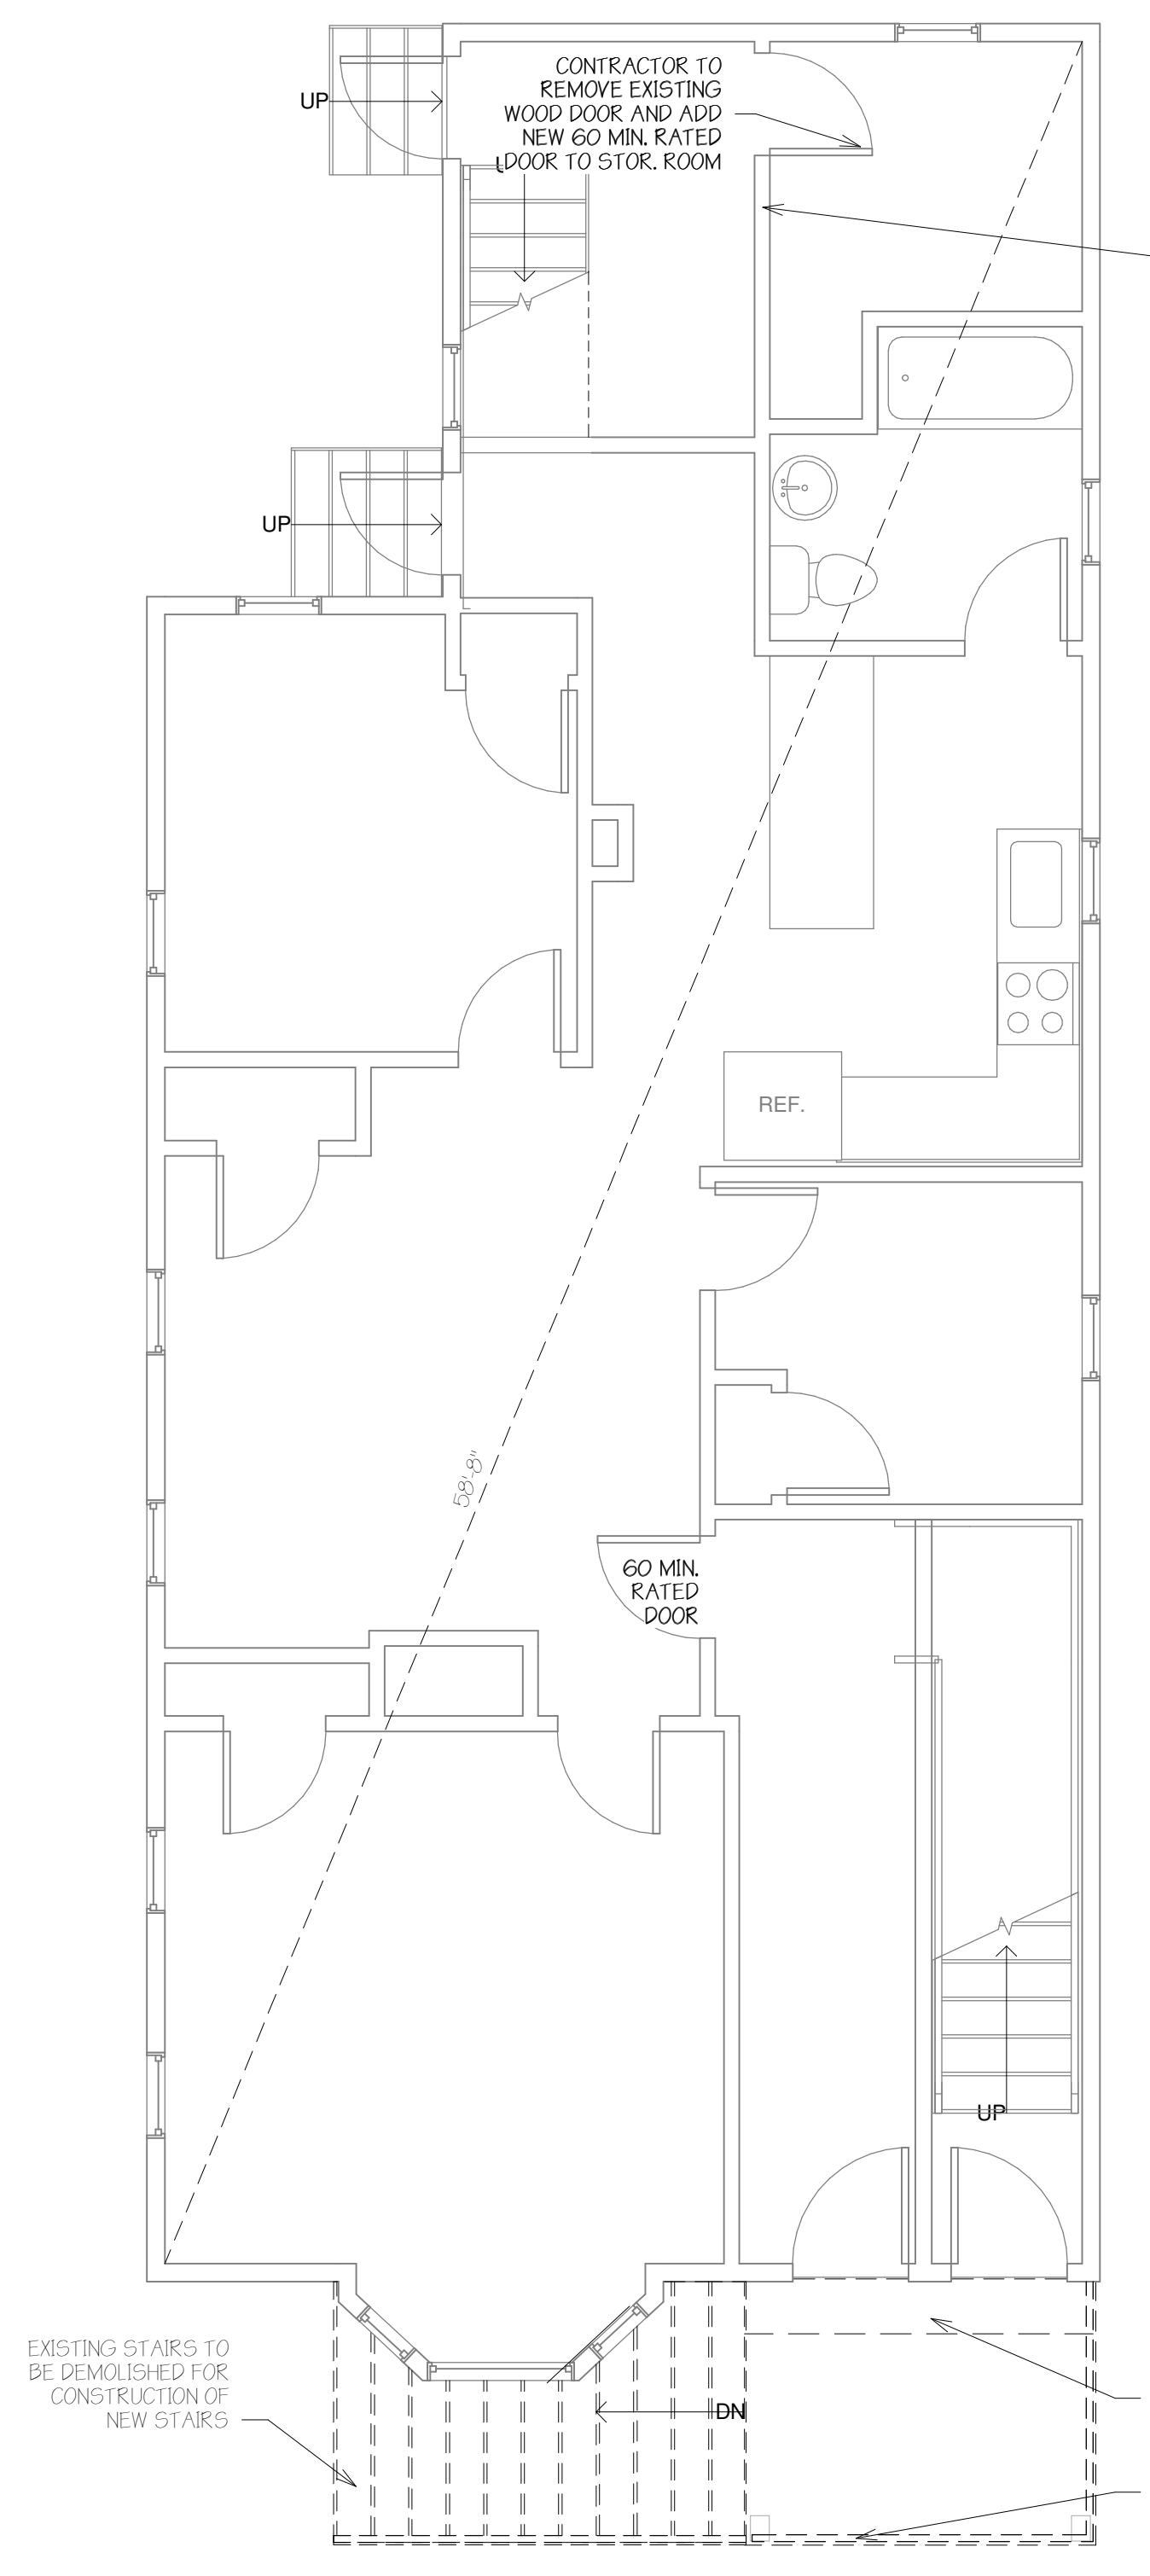 CONTRACTOR TO
REMOVE EXISTING
WOOD DOOR AND ADD
NEW 60 MIN. RATED
DOOR TO STOR. ROOM
UP
UP
REF.
58'-8"
60 MIN.
RATED
DOOR
UP
EXISTING STAIRS TO
BE DEMOLISHED FOR
CONSTRUCTION OF
NEW STAIRS
DN